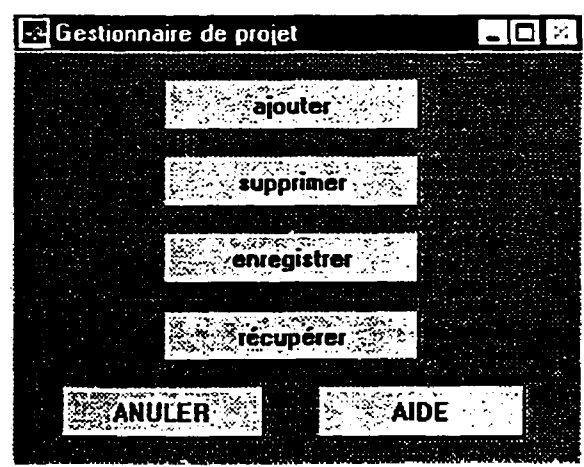 Gestionnaire de projet
ajouter
supprimer
enregistrer
récupérer
ANULER AIDE